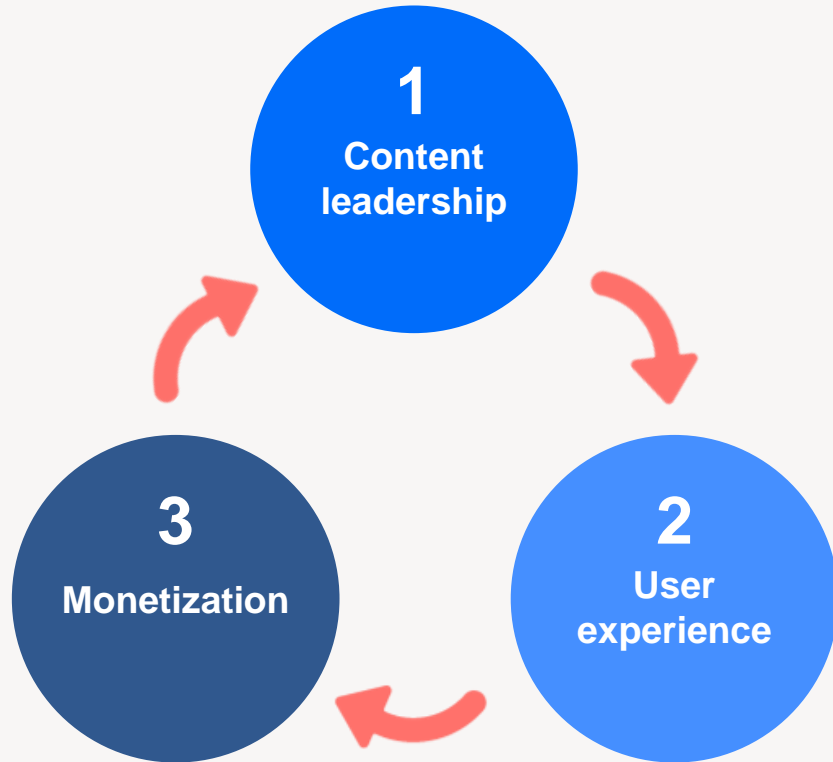 1
Content
leadership
2
User
experience
3
Monetization